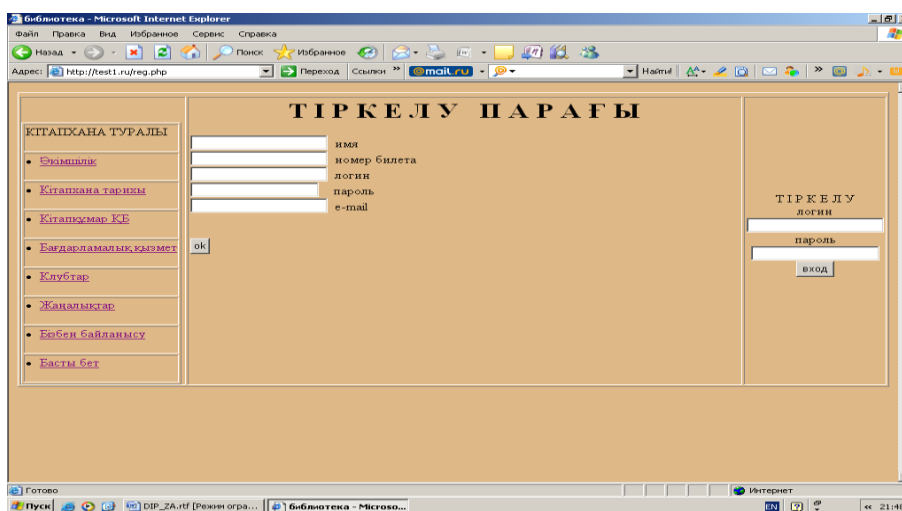 библиотека - Microsoft Internet Explorer
Файл Правка Вид Избранное Сервис Справка
Назад Поиск Избранное
Адрес: http://test1.ru/reg.php Переход Ссылки » @mail.ru Найти! »
ТІРКЕЛУ ПАРАҒЫ
КІТАПХАНА ТУРАЛЫ
Әкімшілік
Кітапхана тарихы
Кітапқұмар ҚБ
Бағдарламалық қызмет
Клубтар
Жаңалықтар
Бізбен байланысу
Басты бет
имя
номер билета
логин
пароль
e-mail
ok
ТІРКЕЛУ
логин
пароль
вход
Готово Интернет
Пуск DIP_ZA.rtf [Режим огра... библиотека - Microso... EN « 21:4